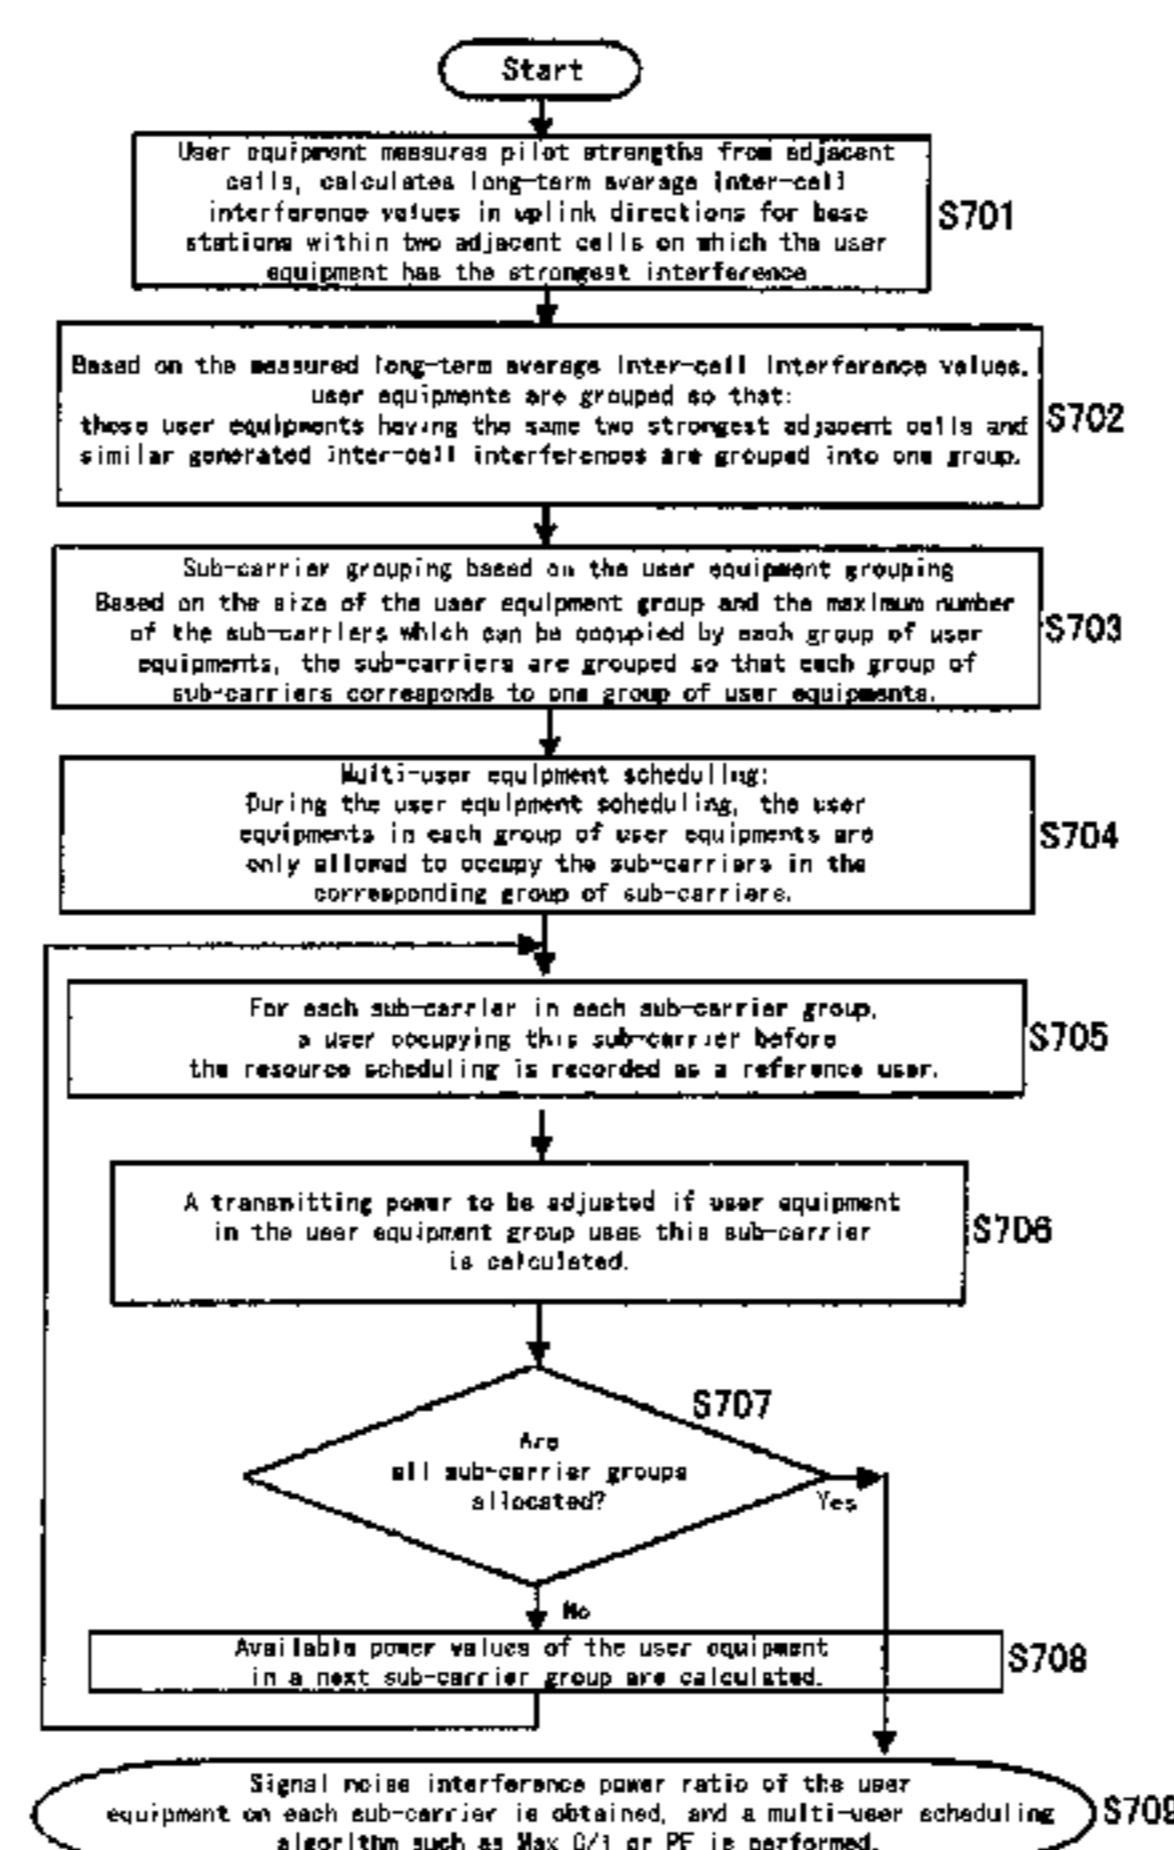 Start
User equipment measures pilot strengths from adjacent
cells, calculates long-term average inter-cell
interference values in uplink directions for base
stations within two adjacent cells on which the user
equipment has the strongest interference
S701
Based on the measured long-term average inter-cell interference values,
user equipments are grouped so that:
those user equipments having the same two strongest adjacent cells and
similar generated inter-cell interferences are grouped into one group.
S702
Sub-carrier grouping based on the user equipment grouping
Based on the size of the user equipment group and the maximum number
of the sub-carriers which can be occupied by each group of user
equipments, the sub-carriers are grouped so that each group of
sub-carriers corresponds to one group of user equipments.
S703
Multi-user equipment scheduling:
During the user equipment scheduling, the user
equipments in each group of user equipments are
only allowed to occupy the sub-carriers in the
corresponding group of sub-carriers.
S704
For each sub-carrier in each sub-carrier group,
a user occupying this sub-carrier before
the resource scheduling is recorded as a reference user.
S705
A transmitting power to be adjusted if user equipment
in the user equipment group uses this sub-carrier
is calculated.
S706
S707
Are
all sub-carrier groups
allocated?
Yes
No
Available power values of the user equipment
in a next sub-carrier group are calculated.
S708
Signal noise interference power ratio of the user
equipment on each sub-carrier is obtained, and a multi-user scheduling
algorithm such as Max C/I or PF is performed.
S709